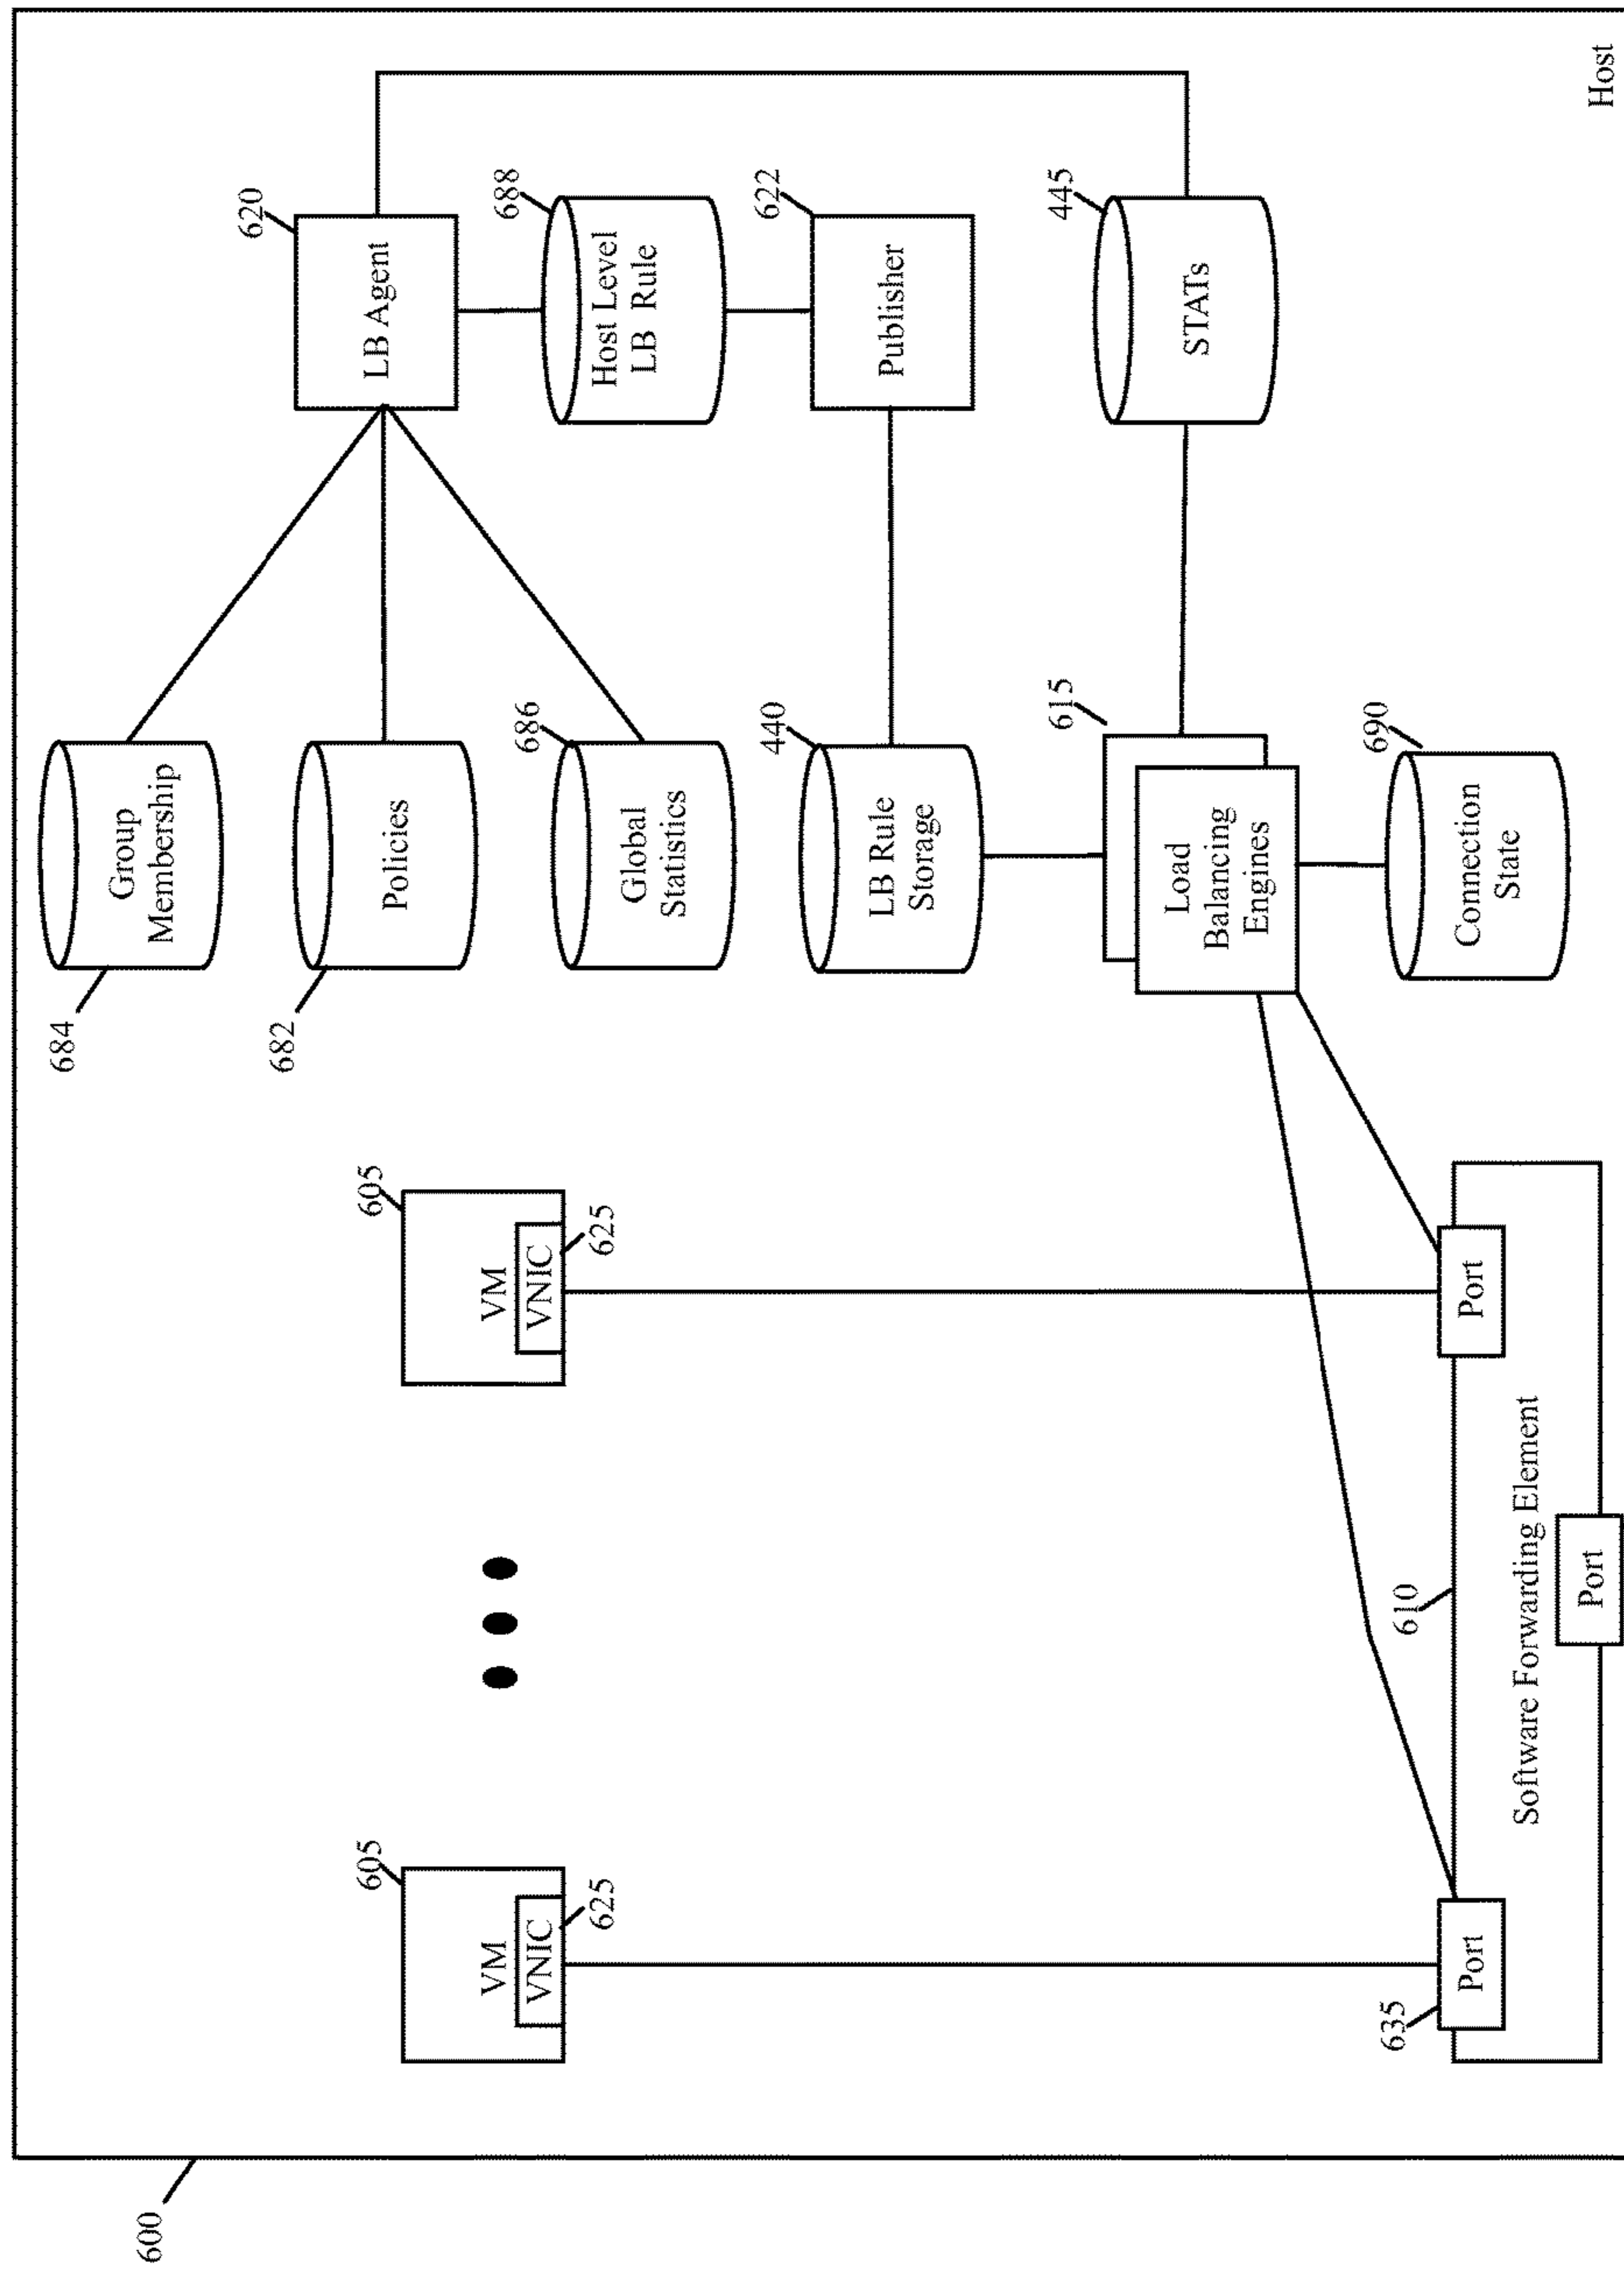 600
605
VM
VNIC
625
605
VM
VNIC
625
635
Port
610
Software Forwarding Element
Port
Port
684
Group
Membership
682
Policies
686
Global
Statistics
440
LB Rule
Storage
615
Load
Balancing
Engines
690
Connection
State
620
LB Agent
688
Host Level
LB Rule
622
Publisher
445
STATs
Host